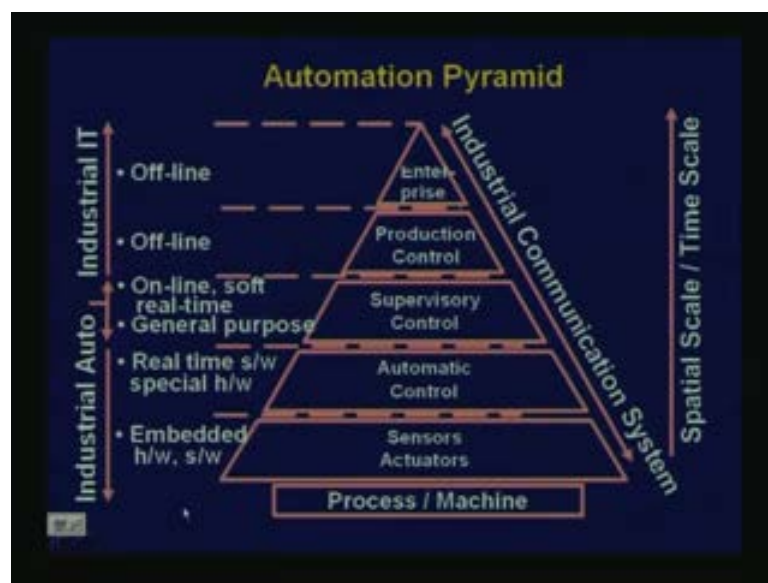 Automation Pyramid
Industrial IT
Industrial Auto
• Off-line
• Off-line
• On-line, soft
real-time
• General purpose
• Real time s/w
special h/w
• Embedded
h/w, s/w
Enter-
prise
Production
Control
Supervisory
Control
Automatic
Control
Sensors
Actuators
Process / Machine
Industrial Communication System
Spatial Scale / Time Scale